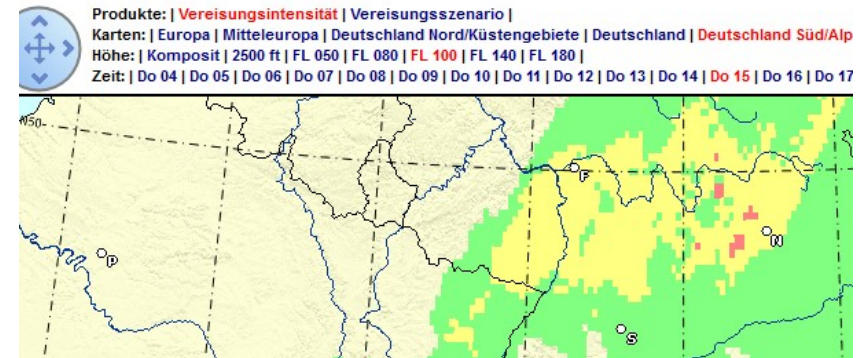 Produkte: | Vereisungsintensität | Vereisungsszenario |
Karten: | Europa | Mitteleuropa | Deutschland Nord/Küstengebiete | Deutschland | Deutschland Süd/Alp
Höhe: | Komposit | 2500 ft | FL 050 | FL 080 | FL 100 | FL 140 | FL 180 |
Zeit: | Do 04 | Do 05 | Do 06 | Do 07 | Do 08 | Do 09 | Do 10 | Do 11 | Do 12 | Do 13 | Do 14 | Do 15 | Do 16 | Do 17
N50
F
N
P
S